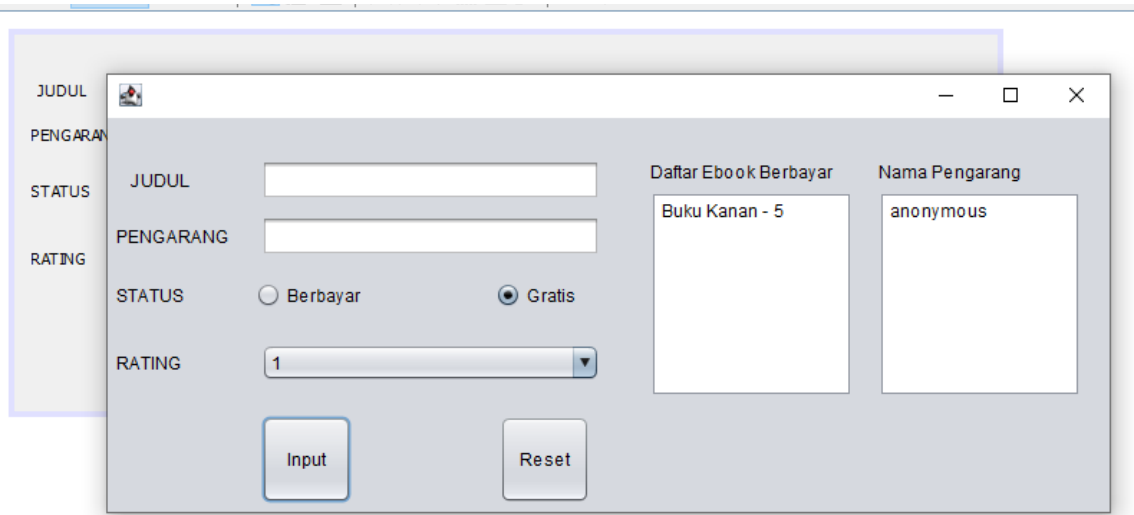 JUDUL
PENGARAN
STATUS
RATING
JUDUL
PENGARANG
STATUS
Berbayar
Gratis
RATING
1
Input
Reset
Daftar Ebook Berbayar
Buku Kanan - 5
Nama Pengarang
anonymous